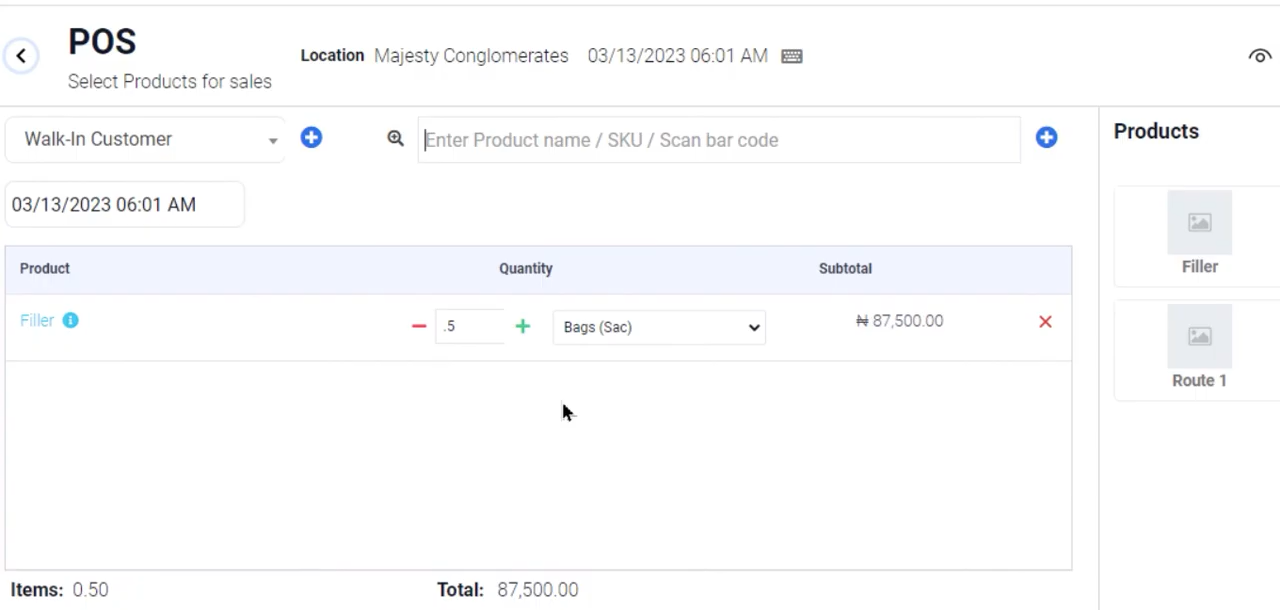 POS
Select Products for sales
Location Majesty Conglomerates 03/13/2023 06:01 AM
Walk-In Customer
Enter Product name / SKU / Scan bar code
03/13/2023 06:01 AM
Product Quantity Subtotal
Filler .5 Bags (Sac) ₦ 87,500.00
Items: 0.50 Total: 87,500.00
Products
Filler
Route 1